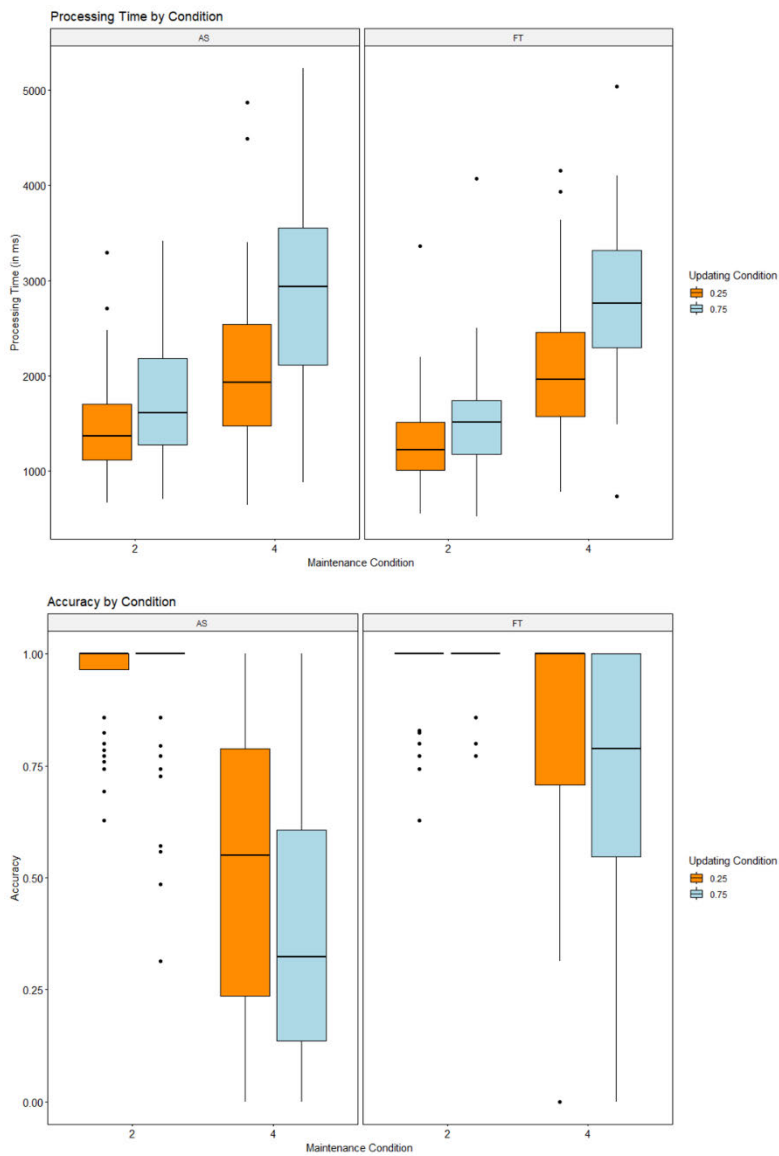 Processing Time by Condition
AS
FT
5000
4000
3000
2000
1000
Processing Time (in ms)
2
4
2
4
Maintenance Condition
Updating Condition
0.25
0.75
Accuracy by Condition
AS
FT
1.00
0.75
0.50
0.25
0.00
Accuracy
2
4
2
4
Maintenance Condition
Updating Condition
0.25
0.75